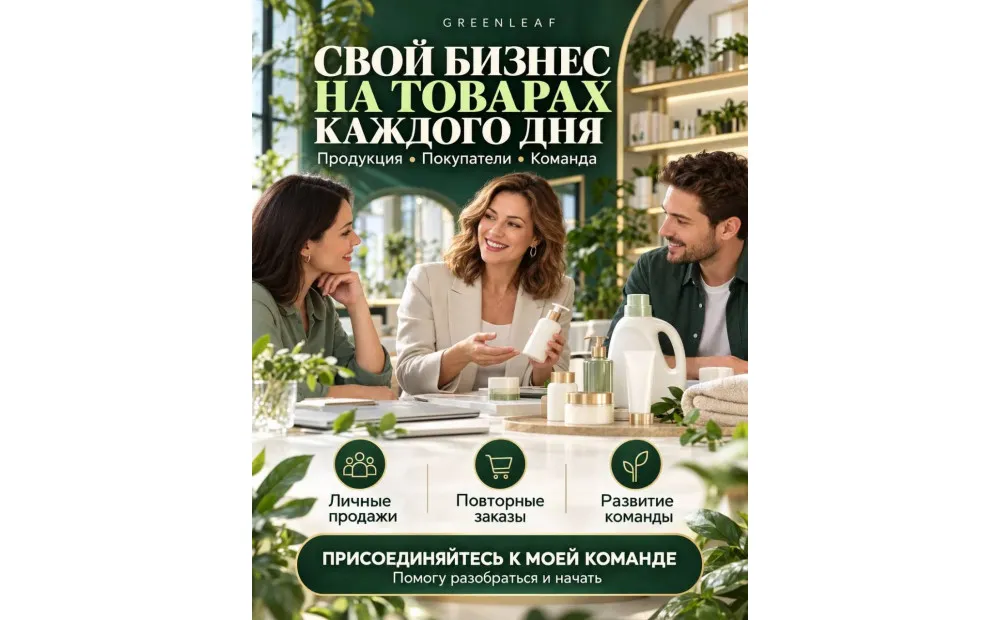 GREENLEAF
СВОЙ БИЗНЕС
НА ТОВАРАХ
КАЖДОГО ДНЯ
Продукция • Покупатели • Команда
Личные
продажи
Повторные
заказы
Развитие
команды
ПРИСОЕДИНЯЙТЕСЬ К МОЕЙ КОМАНДЕ
Помогу разобраться и начать